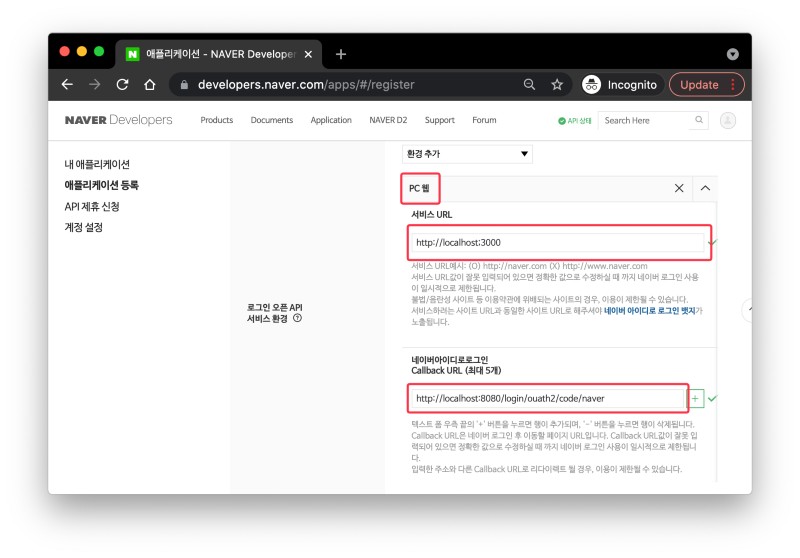 애플리케이션 - NAVER Develope
developers.naver.com/apps/#/register
Incognito
Update
NAVER Developers
Products
Documents
Application
NAVER D2
Support
Forum
API 상태
Search Here
내 애플리케이션
애플리케이션 등록
API 제휴 신청
계정 설정
로그인 오픈 API
서비스 환경
환경 추가
PC 웹
서비스 URL
http://localhost:3000
서비스 URL예시: (O) http://naver.com (X) http://www.naver.com
서비스 URL값이 잘못 입력되어 있으면 정확한 값으로 수정하실 때 까지 네이버 로그인 사용
이 일시적으로 제한됩니다.
불법/음란성 사이트 등 이용약관에 위배되는 사이트의 경우, 이용이 제한될 수 있습니다.
서비스하려는 사이트 URL과 동일한 사이트 URL로 해주셔야 네이버 아이디로 로그인 뱃지가
노출됩니다.
네이버아이디로로그인
Callback URL (최대 5개)
http://localhost:8080/login/ouath2/code/naver
텍스트 폼 우측 끝의 '+' 버튼을 누르면 행이 추가되며, '-' 버튼을 누르면 행이 삭제됩니다.
Callback URL은 네이버 로그인 후 이동할 페이지 URL입니다. Callback URL값이 잘못 입
력되어 있으면 정확한 값으로 수정하실 때 까지 네이버 로그인 사용이 일시적으로 제한됩니
다.
입력한 주소와 다른 Callback URL로 리다이렉트 될 경우, 이용이 제한될 수 있습니다.